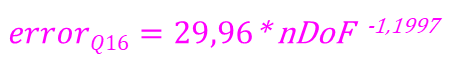 error_Q16 = 29,96 * nDoF ^-1,1997